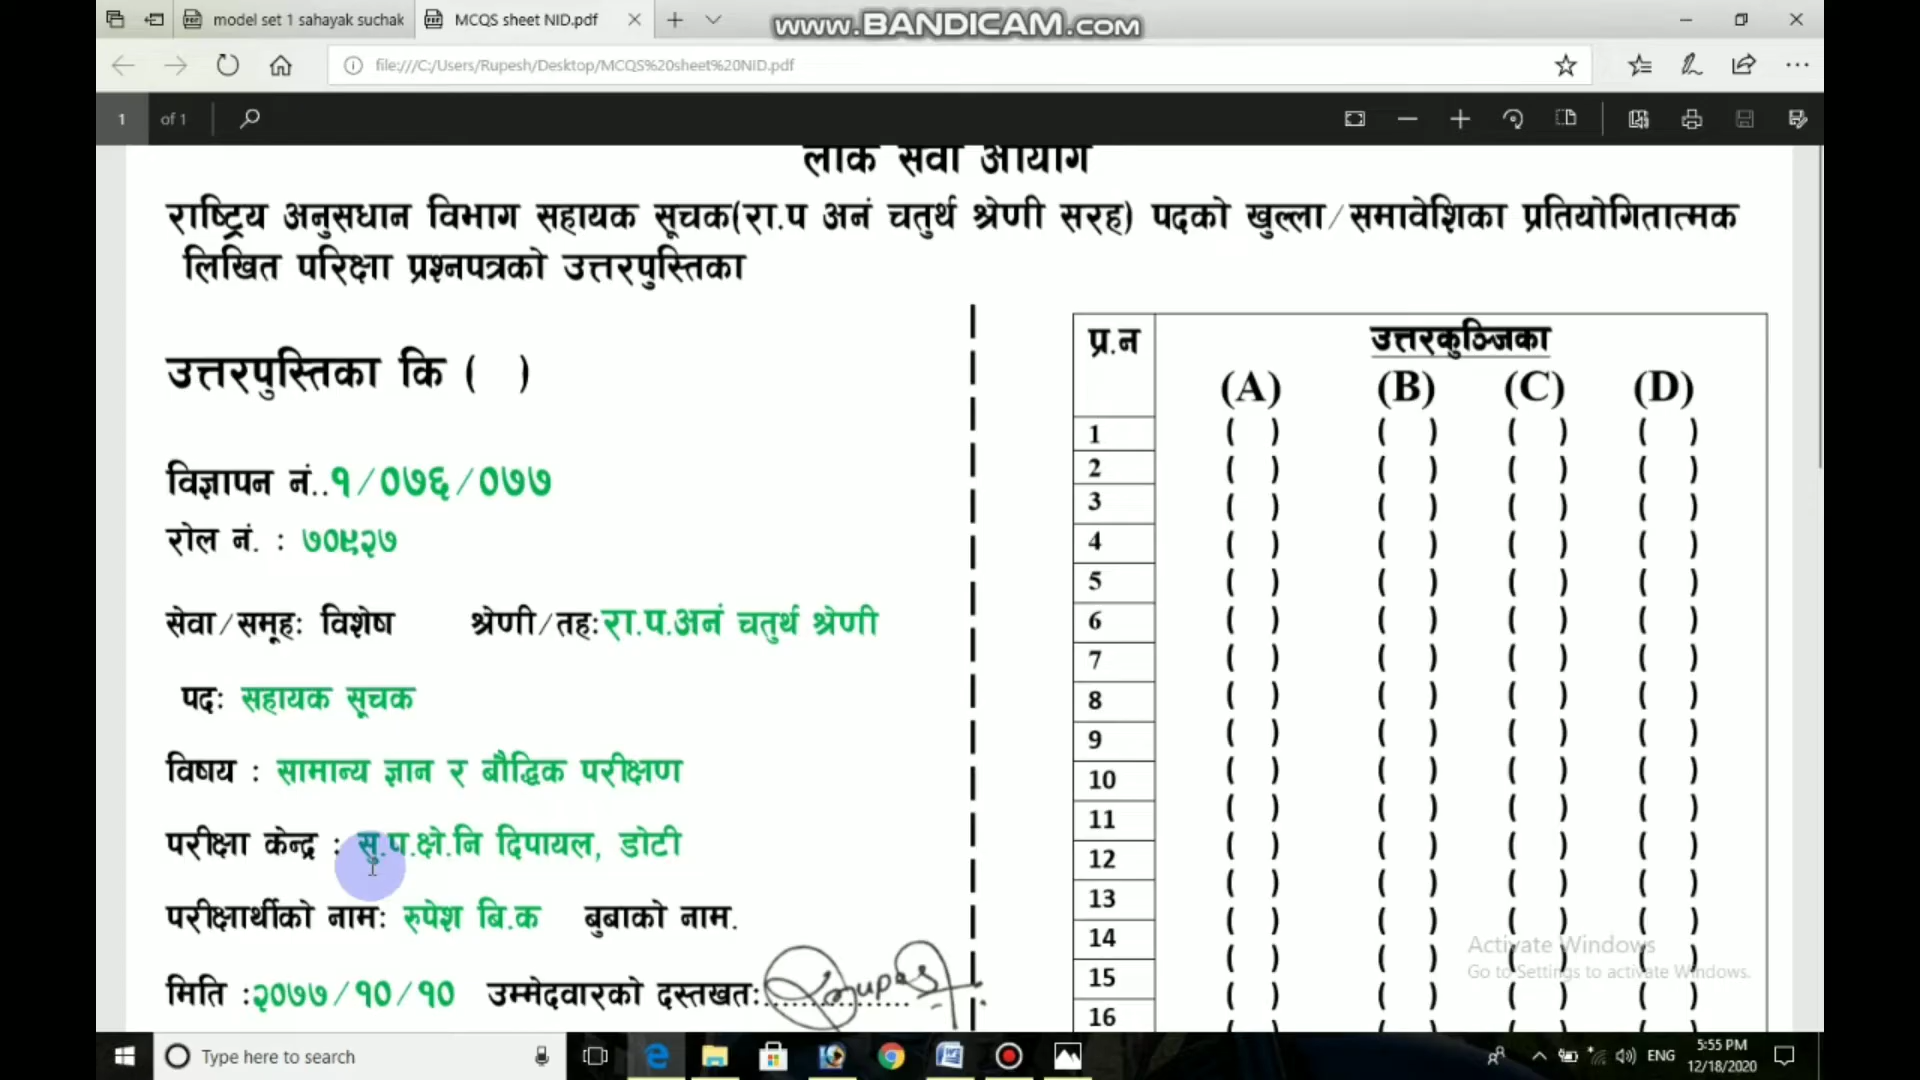 model set 1 sahayak suchak
MCQS sheet NID.pdf
www.BANDICAM.com
file:///C:/Users/Rupesh/Desktop/MCQS%20sheet%20NID.pdf
1 of 1
लोक सेवा आयोग
राष्ट्रिय अनुसधान विभाग सहायक सूचक(रा.प अनं चतुर्थ श्रेणी सरह) पदको खुल्ला/समावेशिका प्रतियोगितात्मक
लिखित परिक्षा प्रश्नपत्रको उत्तरपुस्तिका
उत्तरपुस्तिका कि ( )
विज्ञापन नं..१/०७६/०७७
रोल नं. : ७०९२७
सेवा/समूहः विशेष श्रेणी/तहःरा.प.अनं चतुर्थ श्रेणी
पदः सहायक सूचक
विषय : सामान्य ज्ञान र बौद्धिक परीक्षण
परीक्षा केन्द्र : सु.प.क्षे.नि दिपायल, डोटी
परीक्षार्थीको नामः रुपेश बि.क बुबाको नाम.
मिति :२०७७/१०/१० उम्मेदवारको दस्तखतः..................
प्र.न उत्तरकुञ्जिका
(A) (B) (C) (D)
1 ( ) ( ) ( ) ( )
2 ( ) ( ) ( ) ( )
3 ( ) ( ) ( ) ( )
4 ( ) ( ) ( ) ( )
5 ( ) ( ) ( ) ( )
6 ( ) ( ) ( ) ( )
7 ( ) ( ) ( ) ( )
8 ( ) ( ) ( ) ( )
9 ( ) ( ) ( ) ( )
10 ( ) ( ) ( ) ( )
11 ( ) ( ) ( ) ( )
12 ( ) ( ) ( ) ( )
13 ( ) ( ) ( ) ( )
14 ( ) ( ) ( ) ( )
15 ( ) ( ) ( ) ( )
16 ( ) ( ) ( ) ( )
Activate Windows
Go to Settings to activate Windows.
Type here to search
ENG
5:55 PM
12/18/2020